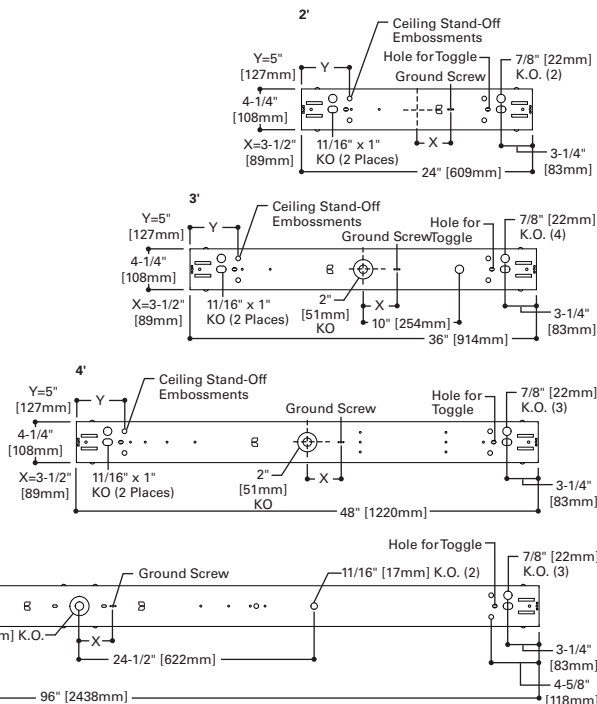 2'
Ceiling Stand-Off
Embossments
Y=5"
[127mm]
Y
Hole for Toggle
7/8" [22mm]
K.O. (2)
Ground Screw
4-1/4"
[108mm]
X=3-1/2"
[89mm]
11/16" x 1"
KO (2 Places)
X
3-1/4"
[83mm]
24" [609mm]
3'
Ceiling Stand-Off
Embossments
Y=5"
[127mm]
Y
Ground Screw
Hole for
Toggle
7/8" [22mm]
K.O. (4)
4-1/4"
[108mm]
X=3-1/2"
[89mm]
11/16" x 1"
KO (2 Places)
2"
[51mm]
KO
X
10" [254mm]
3-1/4"
[83mm]
36" [914mm]
4'
Ceiling Stand-Off
Embossments
Y=5"
[127mm]
Y
Ground Screw
Hole for
Toggle
7/8" [22mm]
K.O. (3)
4-1/4"
[108mm]
X=3-1/2"
[89mm]
11/16" x 1"
KO (2 Places)
2"
[51mm]
KO
X
3-1/4"
[83mm]
48" [1220mm]
Hole for Toggle
Ground Screw
11/16" [17mm] K.O. (2)
7/8" [22mm]
K.O. (3)
m] K.O.
X
24-1/2" [622mm]
3-1/4"
[83mm]
4-5/8"
[118mm]
96" [2438mm]